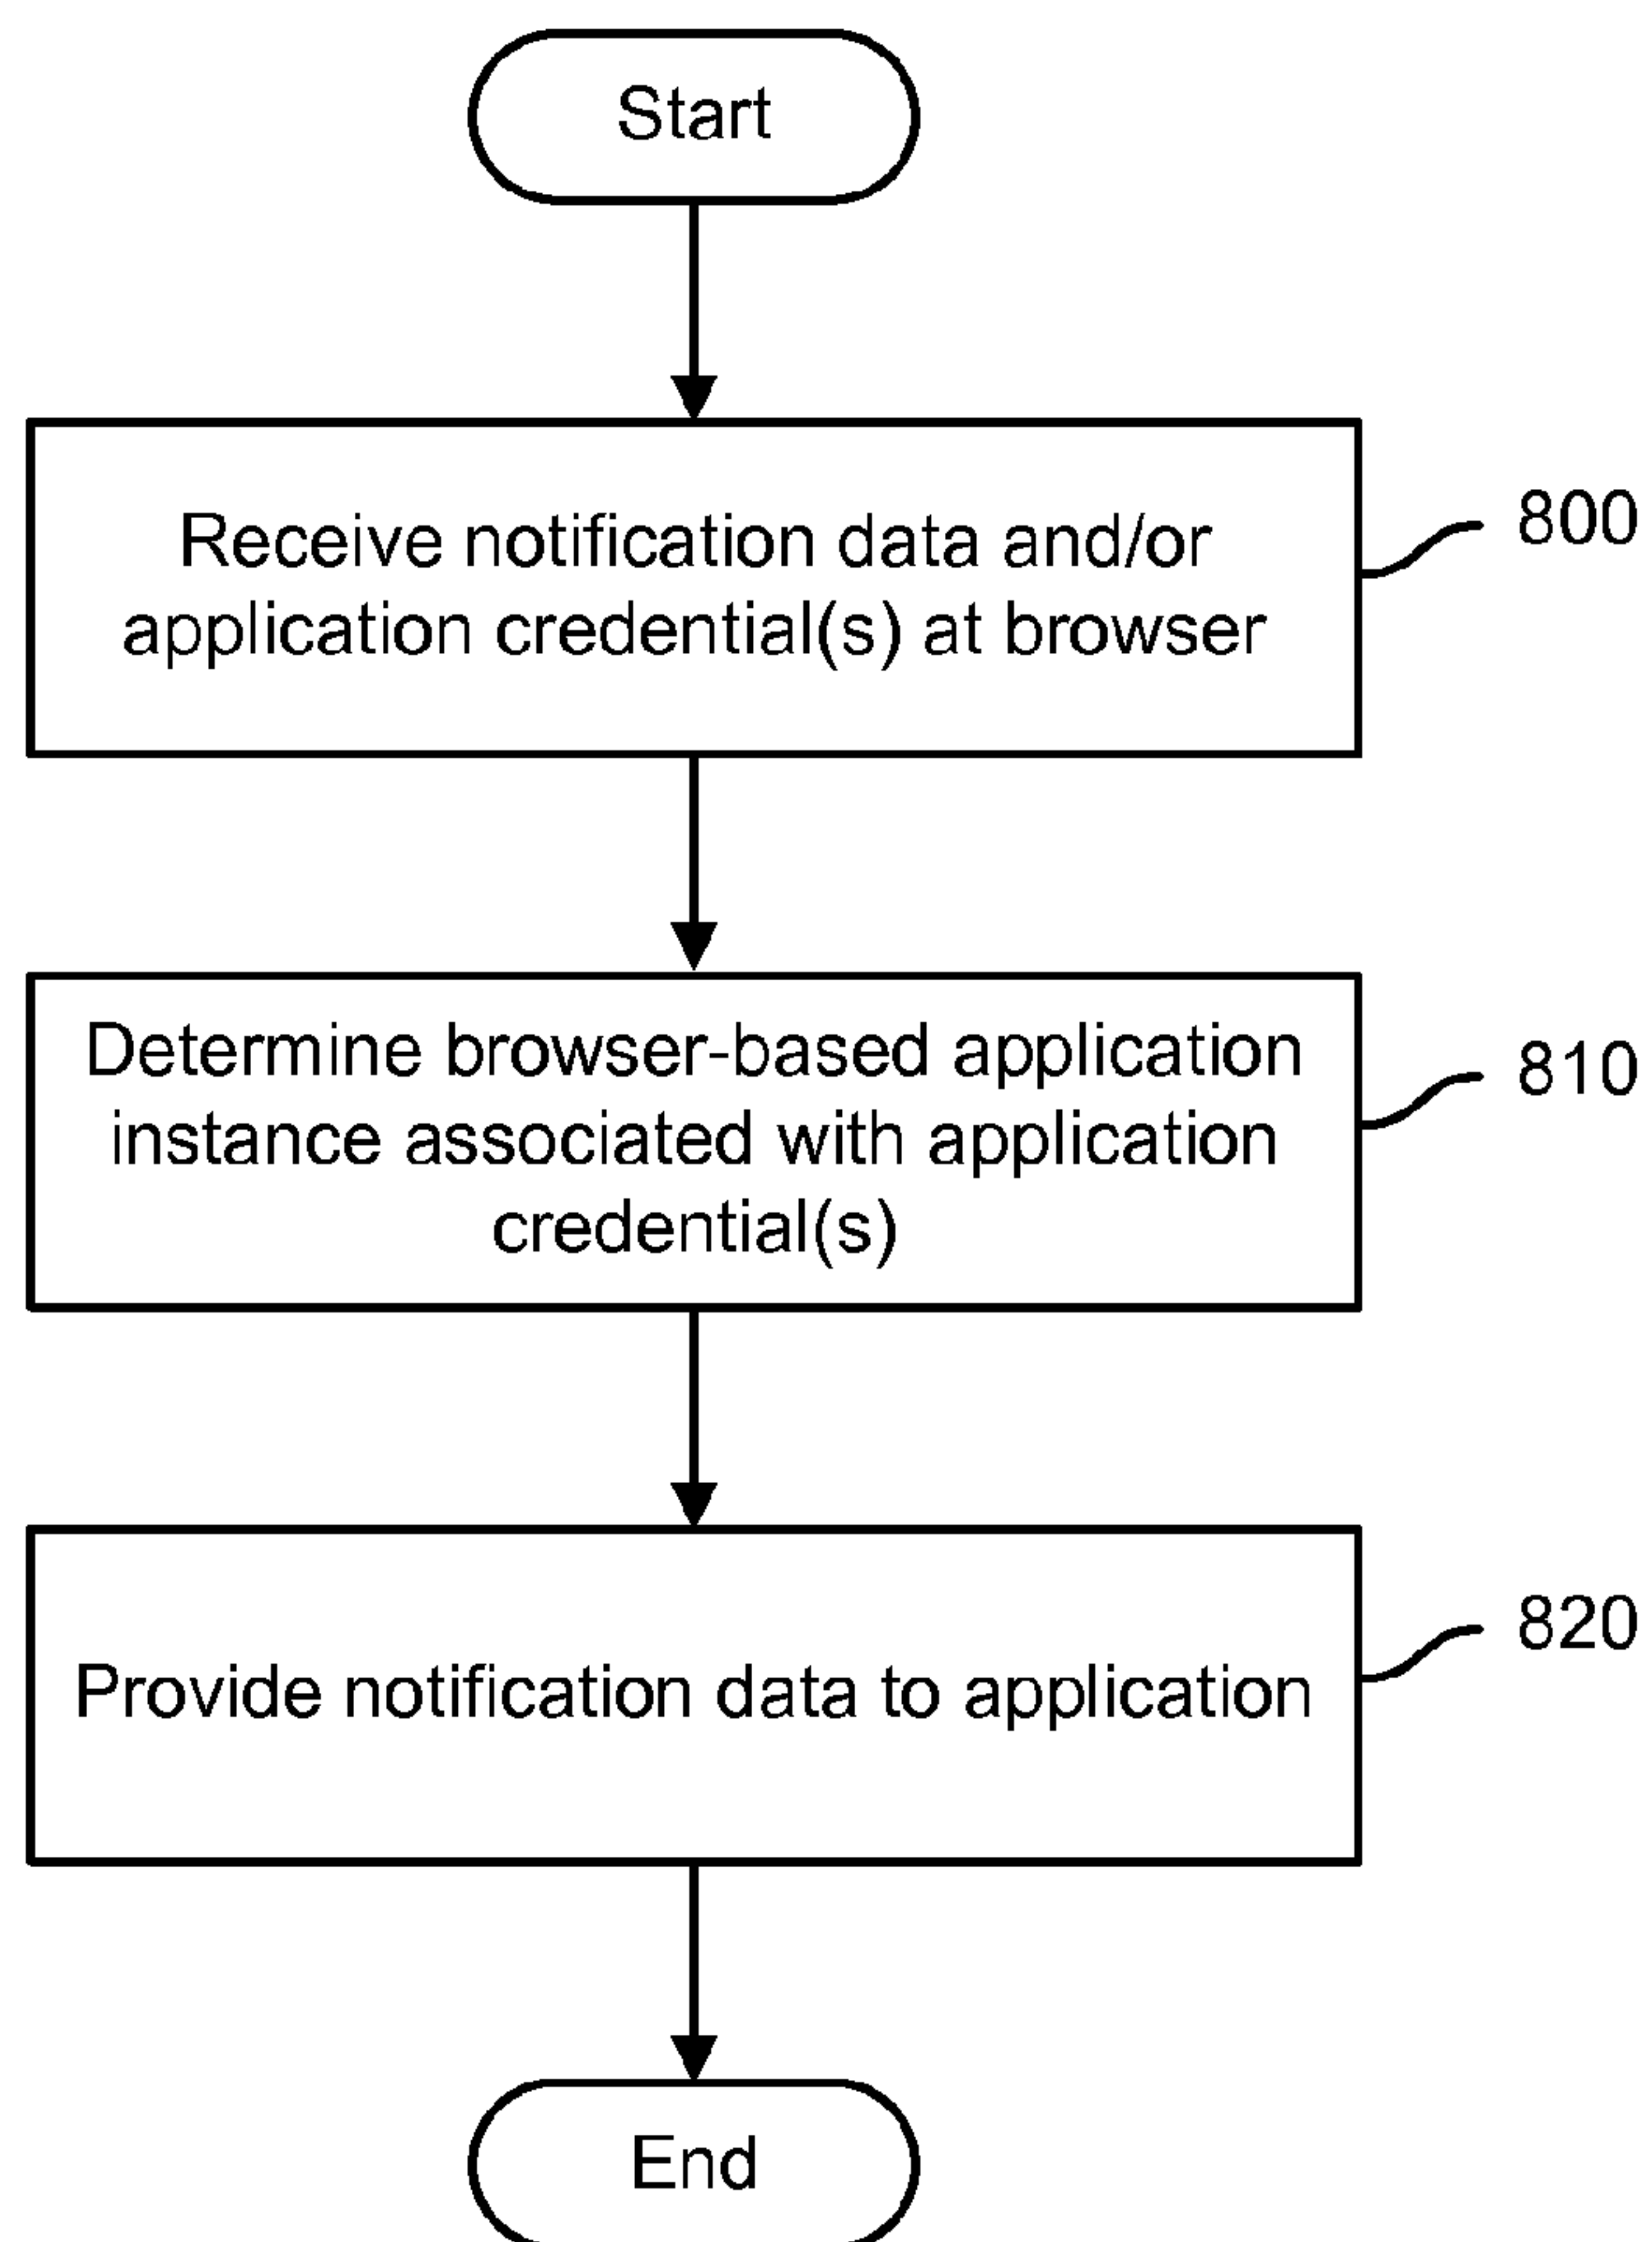 Start
Receive notification data and/or
application credential(s) at browser
800
Determine browser-based application
instance associated with application
credential(s)
810
Provide notification data to application
820
End